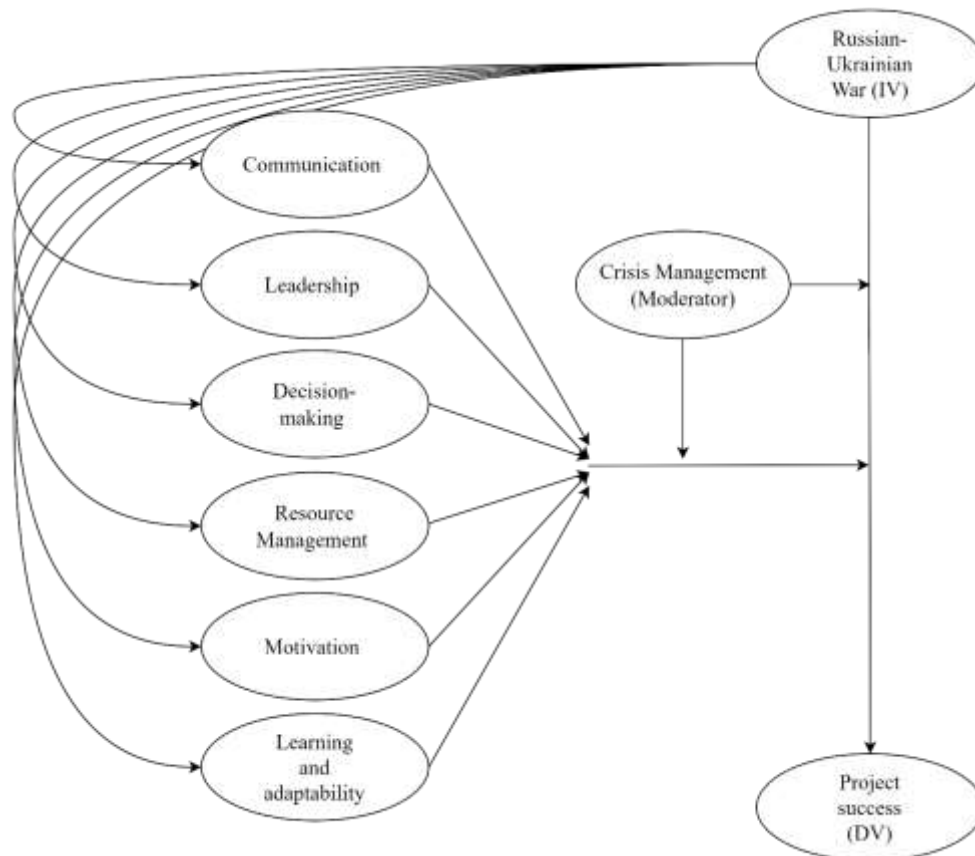 Russian-
Ukrainian
War (IV)
Communication
Leadership
Crisis Management
(Moderator)
Decision-
making
Resource
Management
Motivation
Learning
and
adaptability
Project
success
(DV)